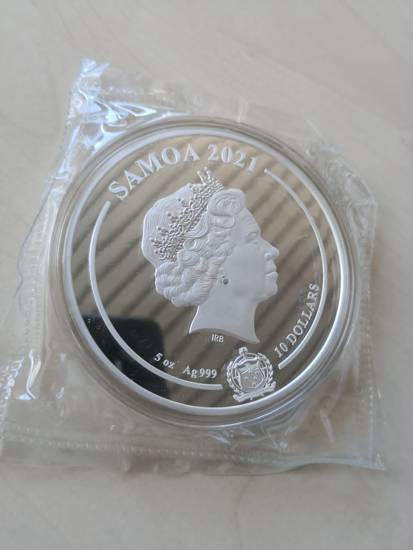 SAMOA 2021
IRB
5 oz Ag 999
10 DOLLARS